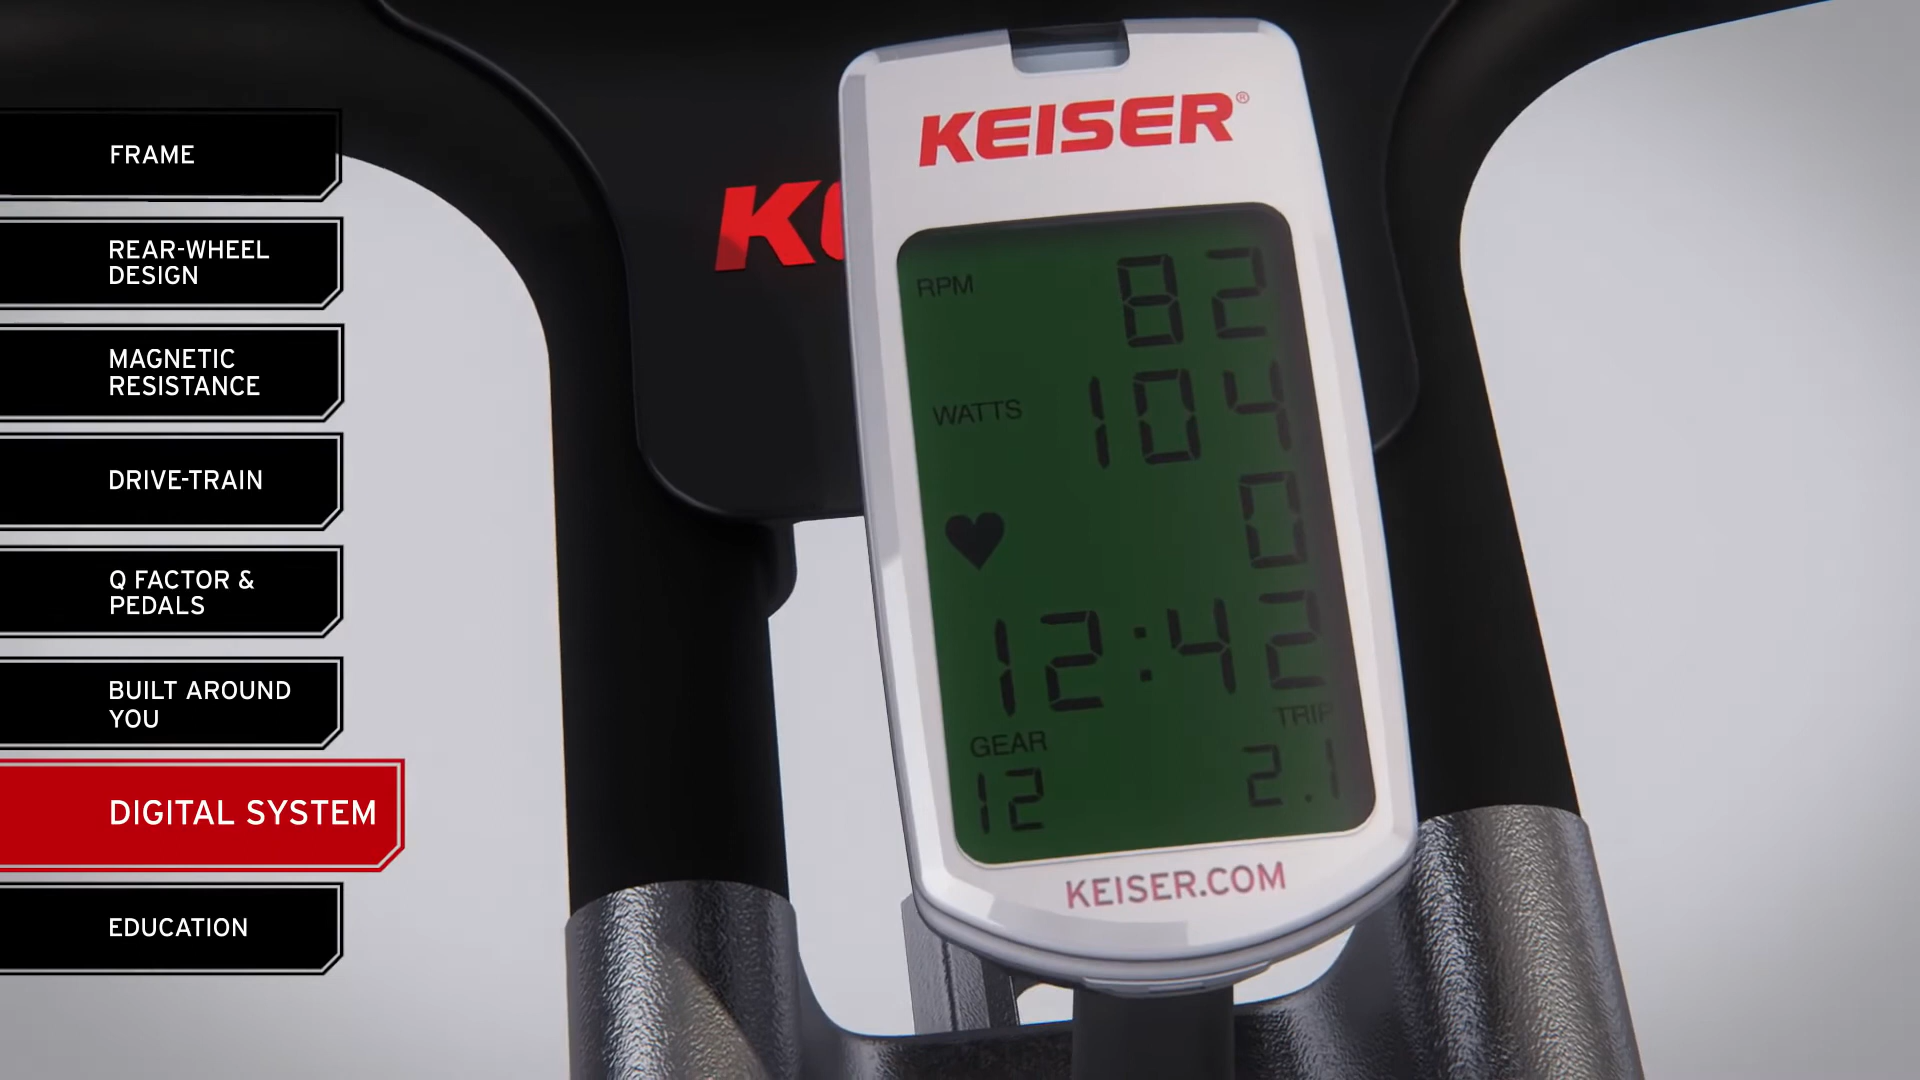 FRAME
REAR-WHEEL
DESIGN
MAGNETIC
RESISTANCE
DRIVE-TRAIN
Q FACTOR &
PEDALS
BUILT AROUND
YOU
DIGITAL SYSTEM
EDUCATION
KEISER®
RPM 82
WATTS 104
0
12:42
GEAR TRIP
12 2.1
KEISER.COM